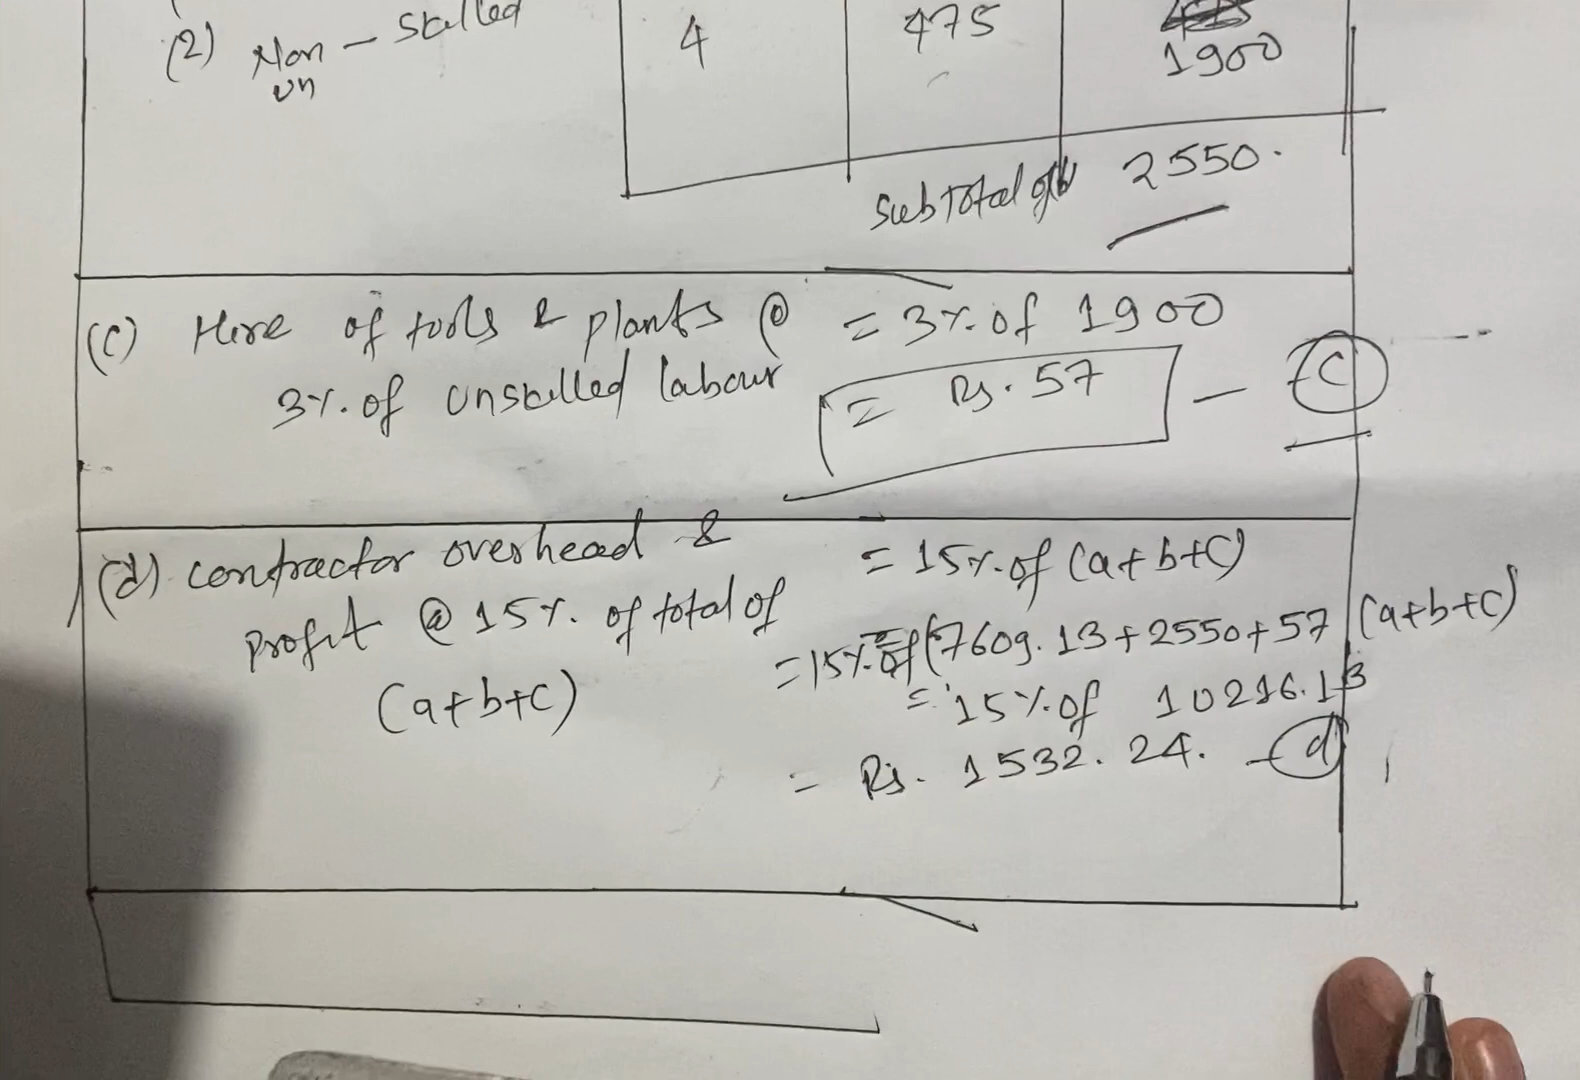 (2) Non - Skilled 4 475 1900
un
Subtotal of b 2550.
(c) Hire of tools & plants @ = 3% of 1900
3% of unskilled labour = Rs. 57 - (C)
(d) contractor overhead & = 15% of (a+b+c)
profit @ 15% of total of = 15% of (7609.13+2550+57 (a+b+c)
(a+b+c) = 15% of 10216.13
= Rs. 1532.24. - (d)